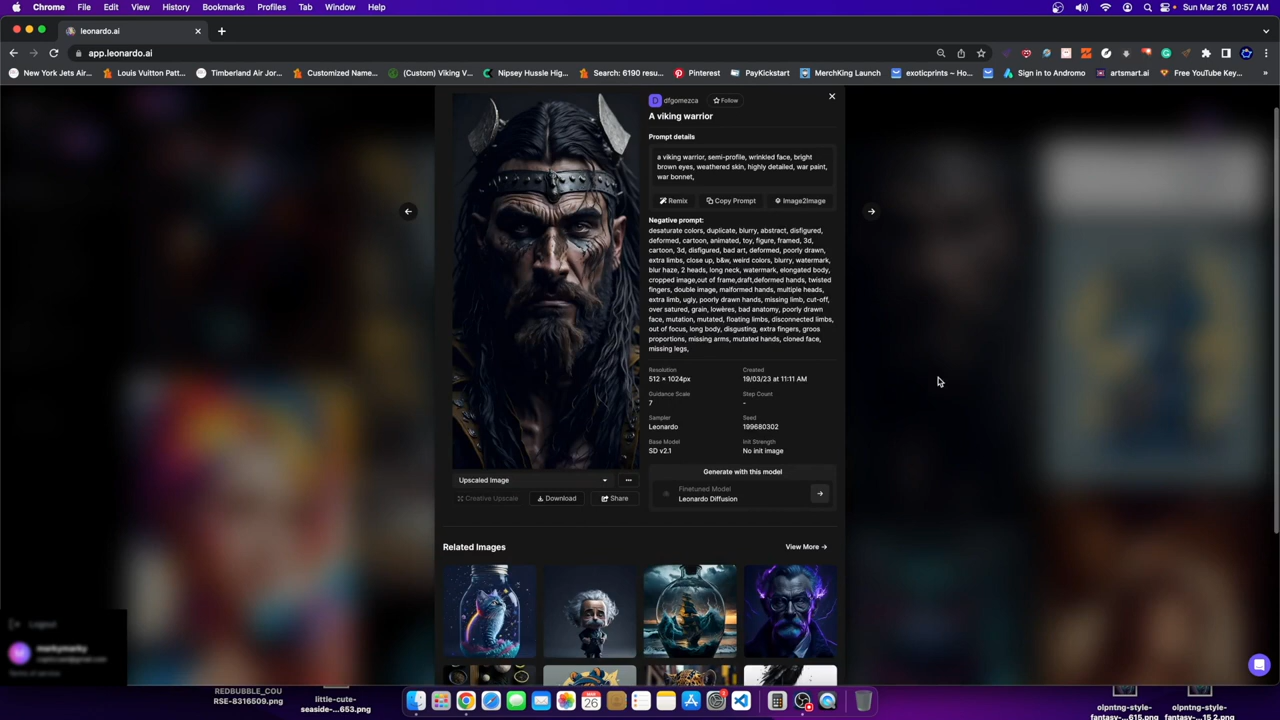 Chrome File Edit View History Bookmarks Profiles Tab Window Help
Sun Mar 26 10:57 AM
leonardo.ai
app.leonardo.ai
New York Jets Air... Louis Vuitton Patt... Timberland Air Jor... Customized Name... (Custom) Viking V... Nipsey Hussle Hig... Search: 6190 resu... Pinterest PayKickstart MerchKing Launch exoticprints – Ho... Sign in to Andromo artsmart.ai Free YouTube Key... »
D dfgomezca Follow
A viking warrior
Prompt details
a viking warrior, semi-profile, wrinkled face, bright
brown eyes, weathered skin, highly detailed, war paint,
war bonnet,
Remix Copy Prompt Image2Image
Negative prompt:
desaturate colors, duplicate, blurry, abstract, disfigured,
deformed, cartoon, animated, toy, figure, framed, 3d,
cartoon, 3d, disfigured, bad art, deformed, poorly drawn,
extra limbs, close up, b&w, weird colors, blurry, watermark,
blur haze, 2 heads, long neck, watermark, elongated body,
cropped image,out of frame,draft,deformed hands, twisted
fingers, double image, malformed hands, multiple heads,
extra limb, ugly, poorly drawn hands, missing limb, cut-off,
over satured, grain, lowères, bad anatomy, poorly drawn
face, mutation, mutated, floating limbs, disconnected limbs,
out of focus, long body, disgusting, extra fingers, groos
proportions, missing arms, mutated hands, cloned face,
missing legs,
Resolution Created
512 × 1024px 19/03/23 at 11:11 AM
Guidance Scale Step Count
7 -
Sampler Seed
Leonardo 199680302
Base Model Init Strength
SD v2.1 No init image
Generate with this model
Finetuned Model
Leonardo Diffusion
Upscaled Image
Creative Upscale Download Share
Related Images View More
Logout
markymarky
Terms of service
REDBUBBLE_COU
RSE-8316509.png
little-cute-
seaside-...653.png
26
olpntng-style-
fantasy-...615.png
olpntng-style-
fantasy-...15 2.png